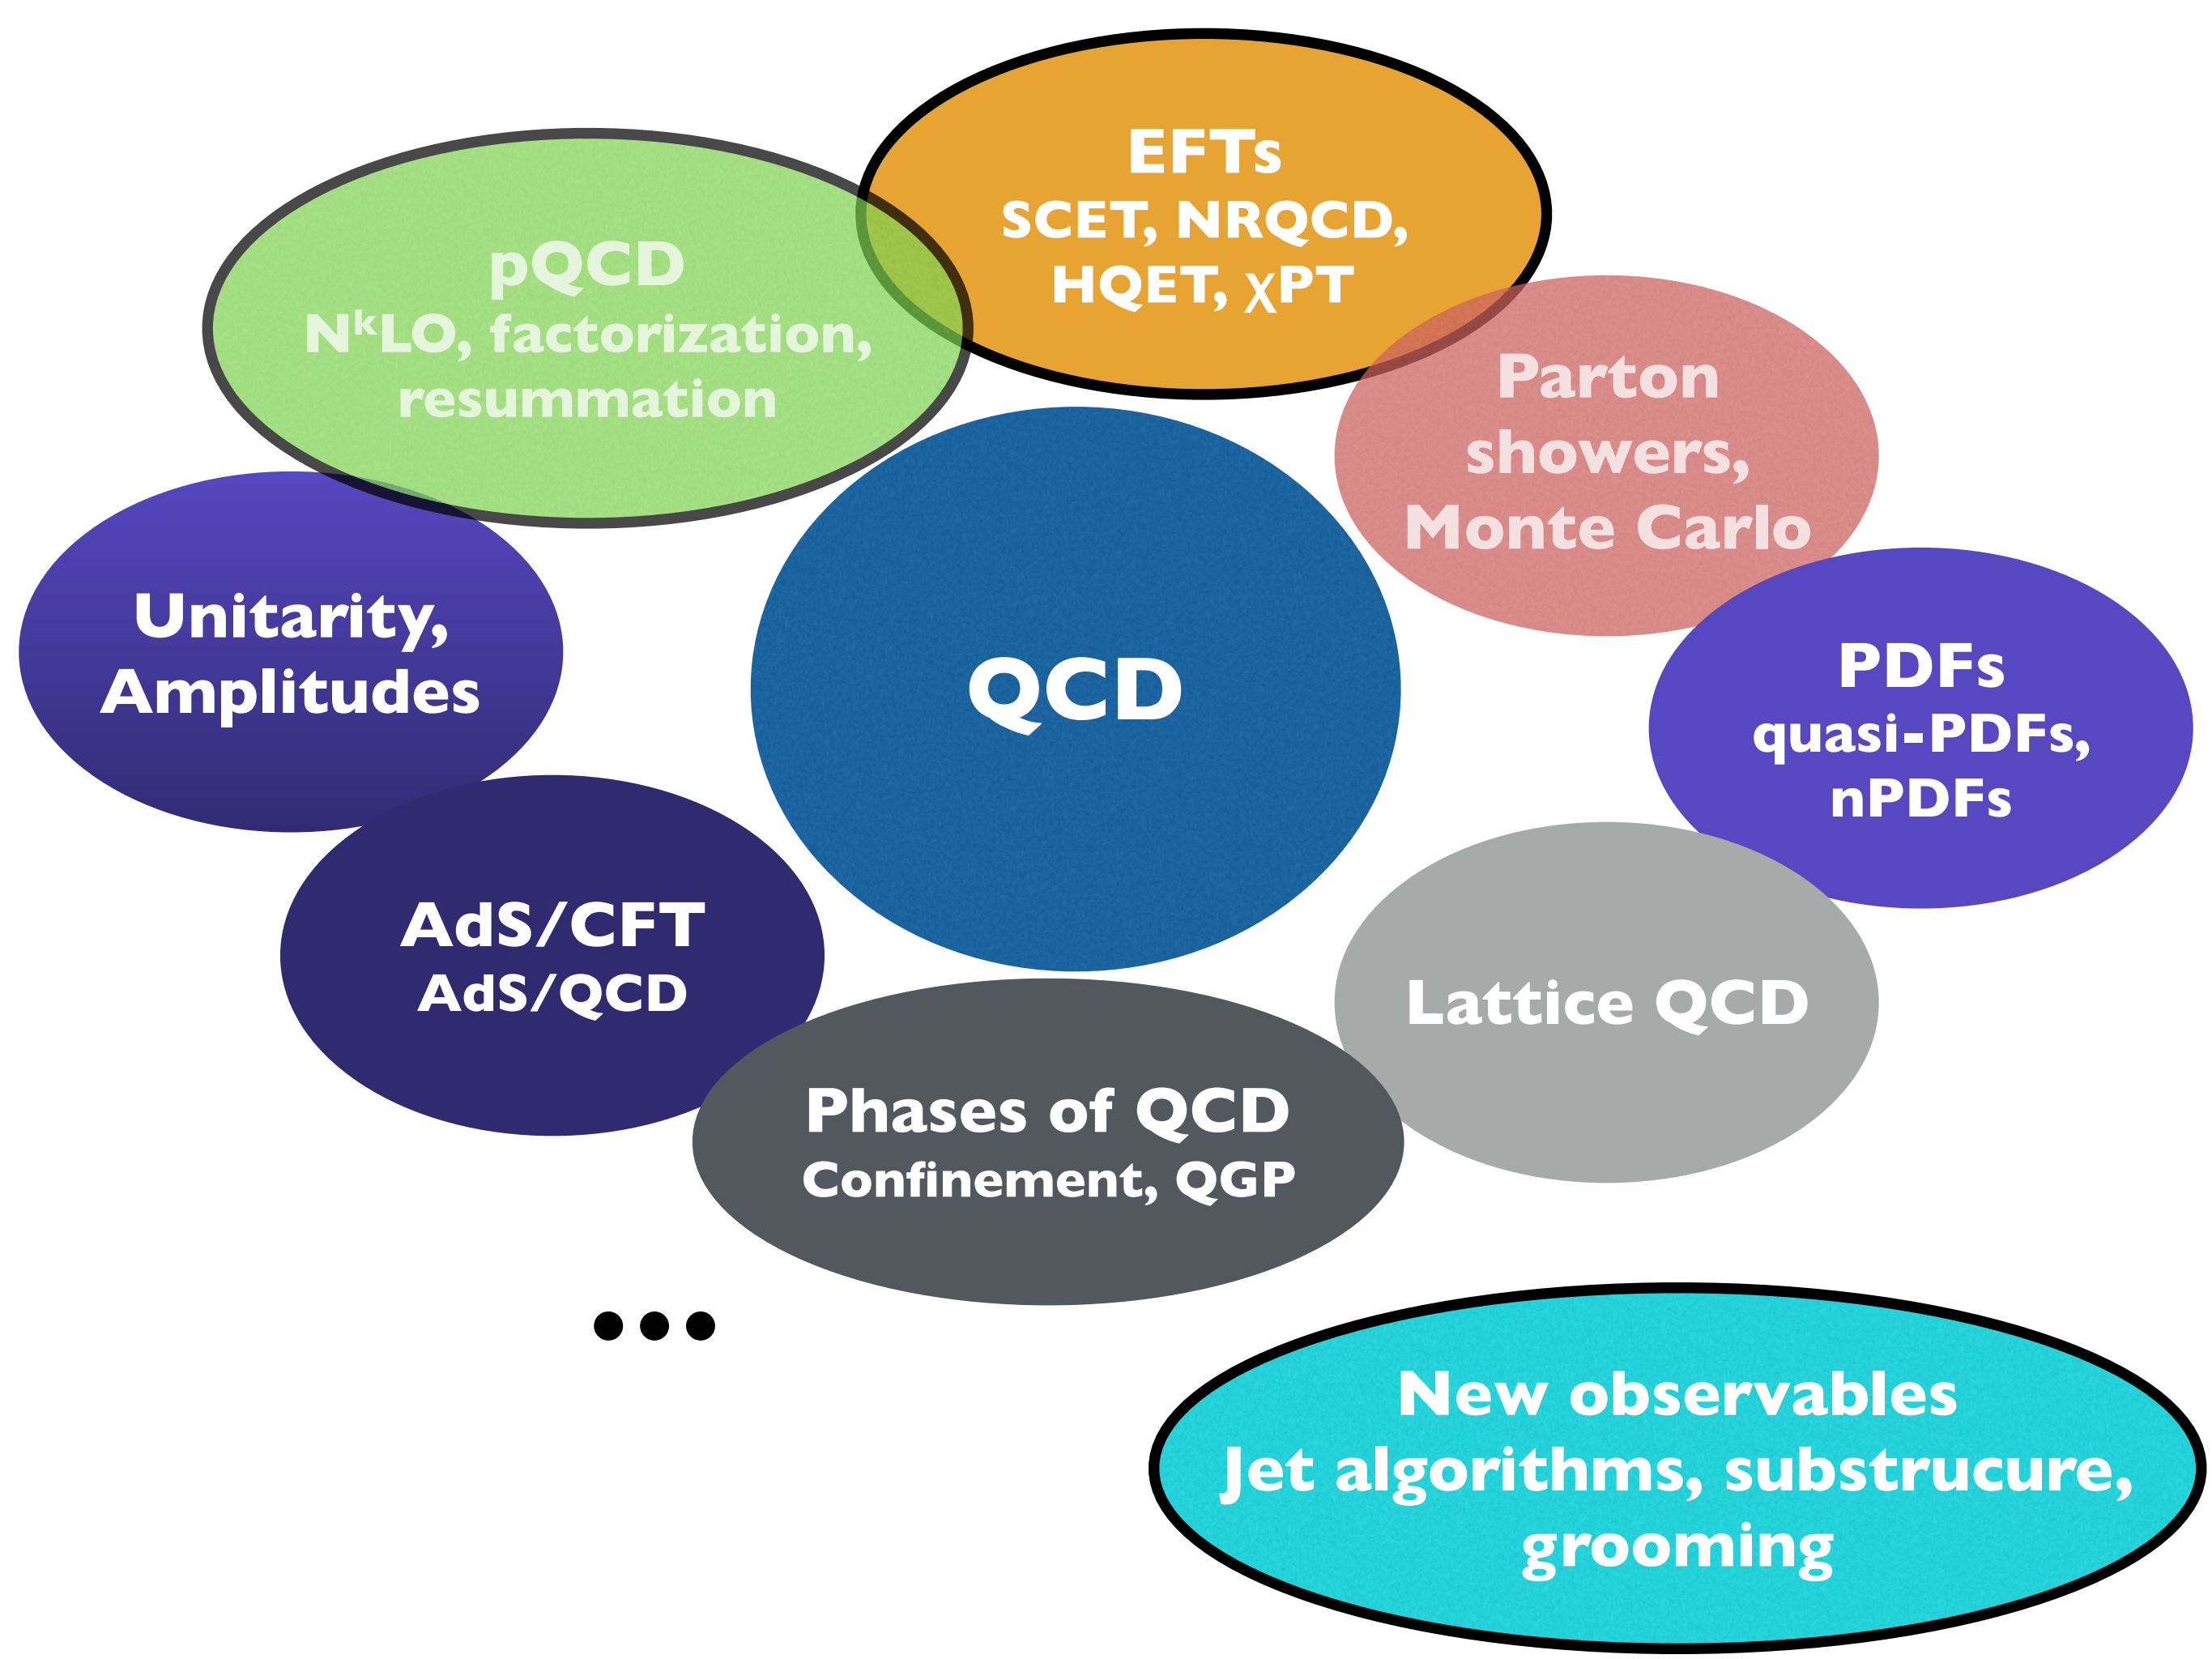 EFTs
SCET, NRQCD,
HQET, χPT
pQCD
NᵏLO, factorization,
resummation
Parton
showers,
Monte Carlo
Unitarity,
Amplitudes
QCD
PDFs
quasi-PDFs,
nPDFs
AdS/CFT
AdS/QCD
Lattice QCD
Phases of QCD
Confinement, QGP
...
New observables
Jet algorithms, substrucure,
grooming